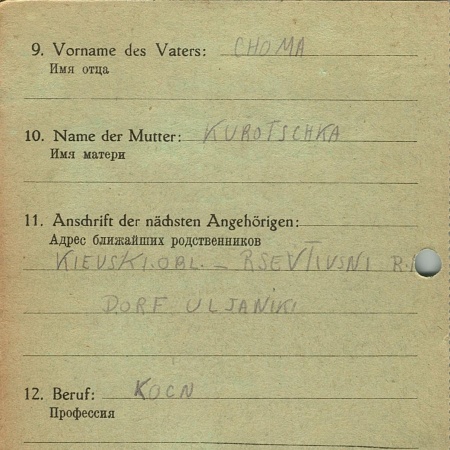 9. Vorname des Vaters: CHOMA
Имя отца
10. Name der Mutter: KUROTSCHKA
Имя матери
11. Anschrift der nächsten Angehörigen:
Адрес ближайших родственников
KIEVSKI.OBL. – RSEVTIVSNI R.
DORF ULJANIKI
12. Beruf: KOCN
Профессия